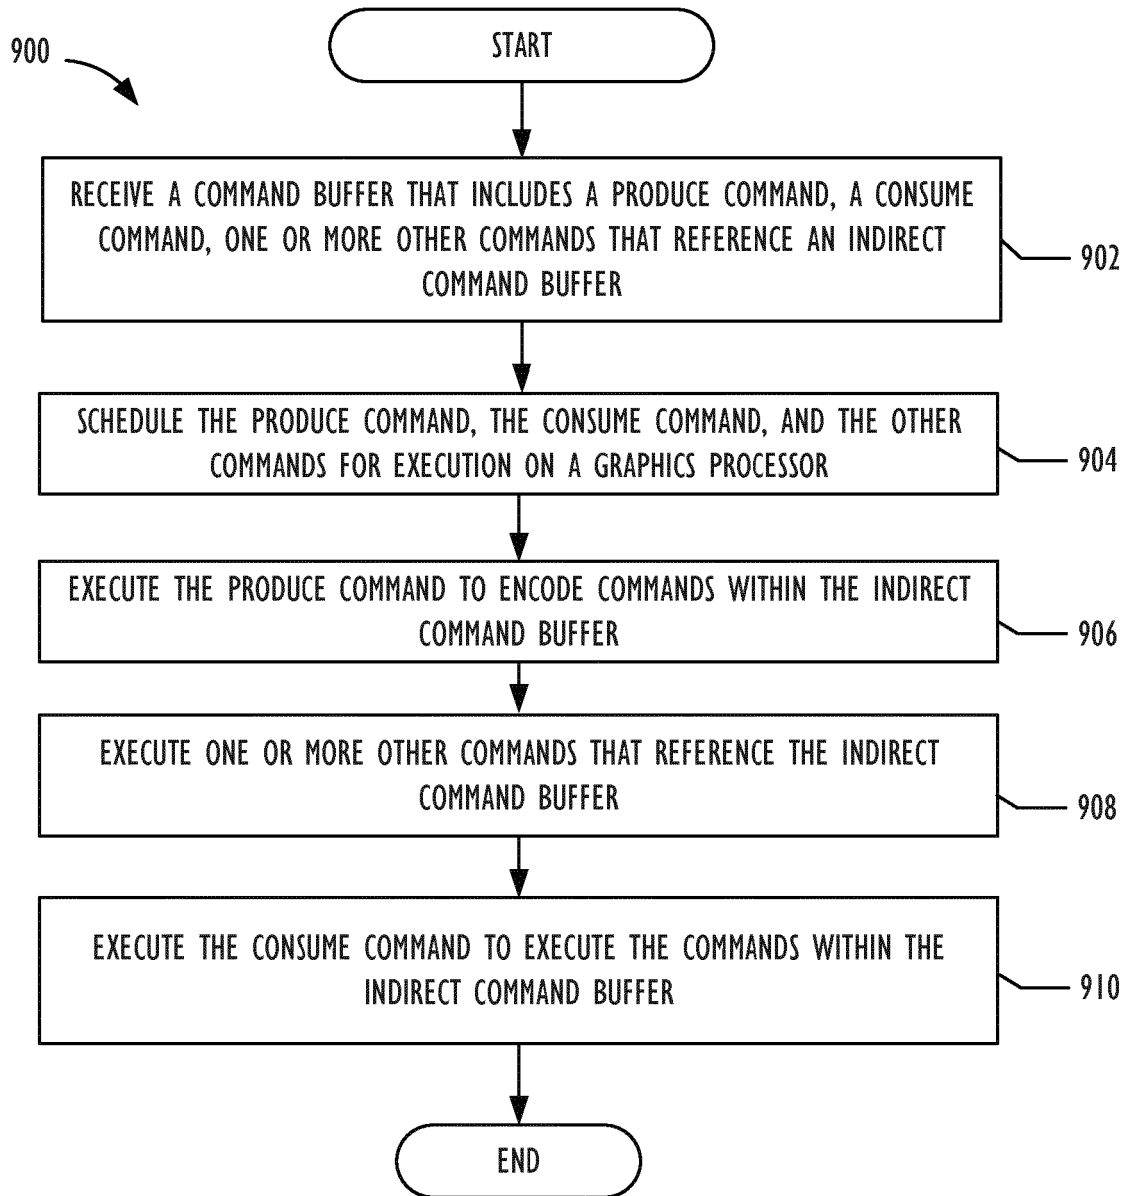 900
START
RECEIVE A COMMAND BUFFER THAT INCLUDES A PRODUCE COMMAND, A CONSUME
COMMAND, ONE OR MORE OTHER COMMANDS THAT REFERENCE AN INDIRECT
COMMAND BUFFER
902
SCHEDULE THE PRODUCE COMMAND, THE CONSUME COMMAND, AND THE OTHER
COMMANDS FOR EXECUTION ON A GRAPHICS PROCESSOR
904
EXECUTE THE PRODUCE COMMAND TO ENCODE COMMANDS WITHIN THE INDIRECT
COMMAND BUFFER
906
EXECUTE ONE OR MORE OTHER COMMANDS THAT REFERENCE THE INDIRECT
COMMAND BUFFER
908
EXECUTE THE CONSUME COMMAND TO EXECUTE THE COMMANDS WITHIN THE
INDIRECT COMMAND BUFFER
910
END